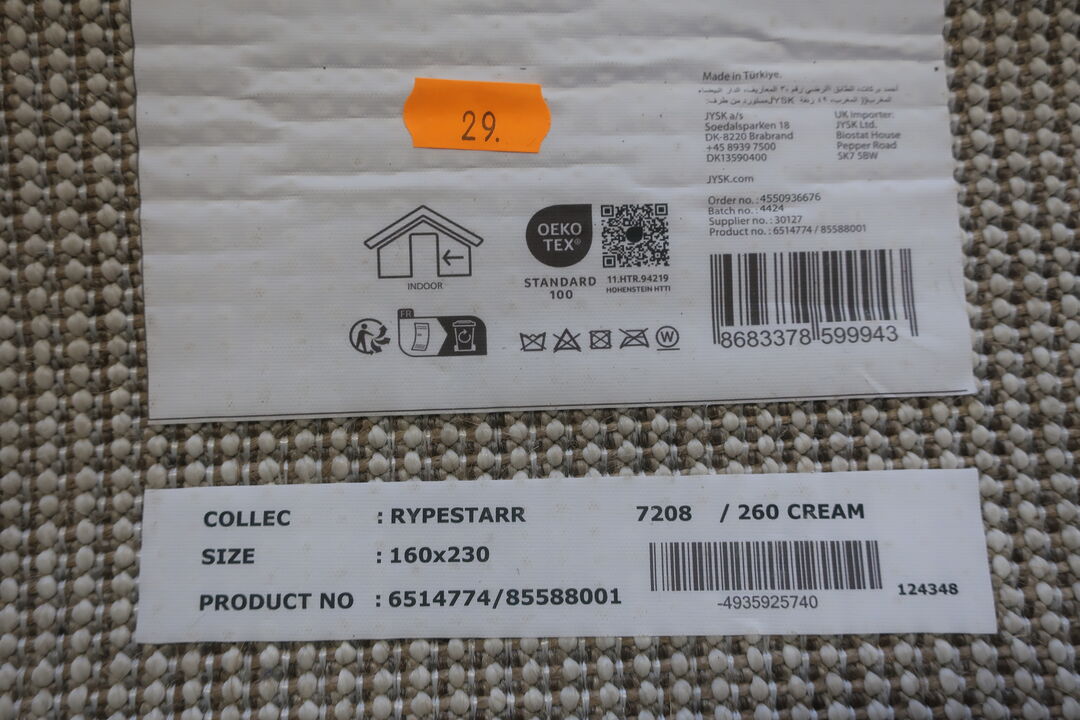 29.
Made in Türkiye.
JYSK a/s
Soedalsparken 18
DK-8220 Brabrand
+45 8939 7500
DK13590400
UK importer:
JYSK Ltd.
Biostat House
Pepper Road
SK7 5BW
JYSK.com
Order no.: 4550936676
Batch no.: 4424
Supplier no.: 30127
Product no.: 6514774 / 85588001
8683378 599943
INDOOR
OEKO
TEX®
STANDARD
100
11.HTR.94219
HOHENSTEIN HTTI
FR
W
COLLEC : RYPESTARR 7208 / 260 CREAM
SIZE : 160x230
PRODUCT NO : 6514774/85588001
-4935925740
124348